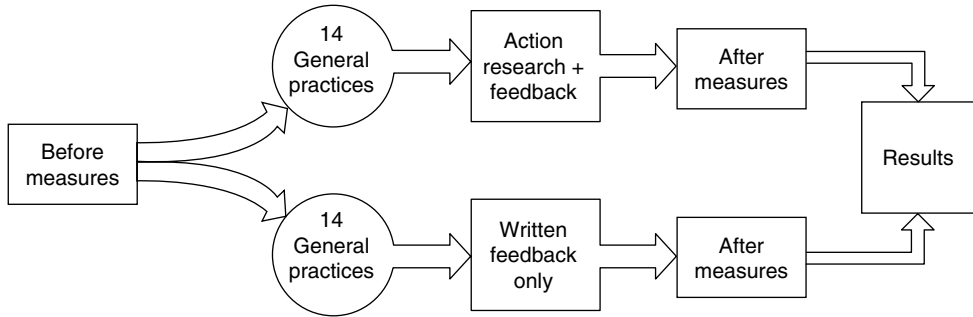 Before
measures
14
General
practices
Action
research +
feedback
After
measures
14
General
practices
Written
feedback
only
After
measures
Results